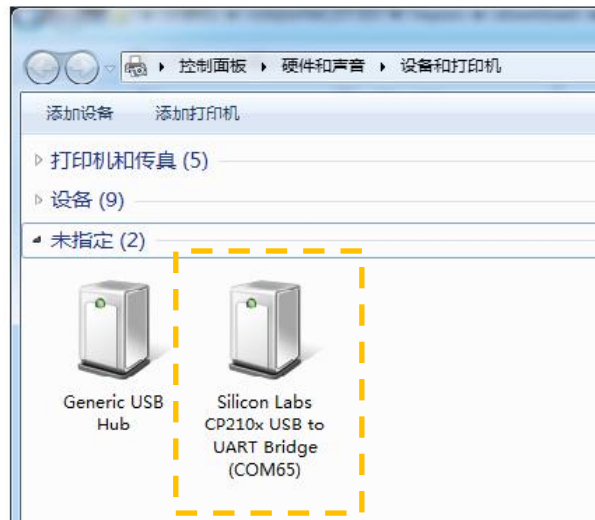 控制面板 ▸ 硬件和声音 ▸ 设备和打印机
添加设备 添加打印机
打印机和传真 (5)
设备 (9)
未指定 (2)
Generic USB
Hub
Silicon Labs
CP210x USB to
UART Bridge
(COM65)